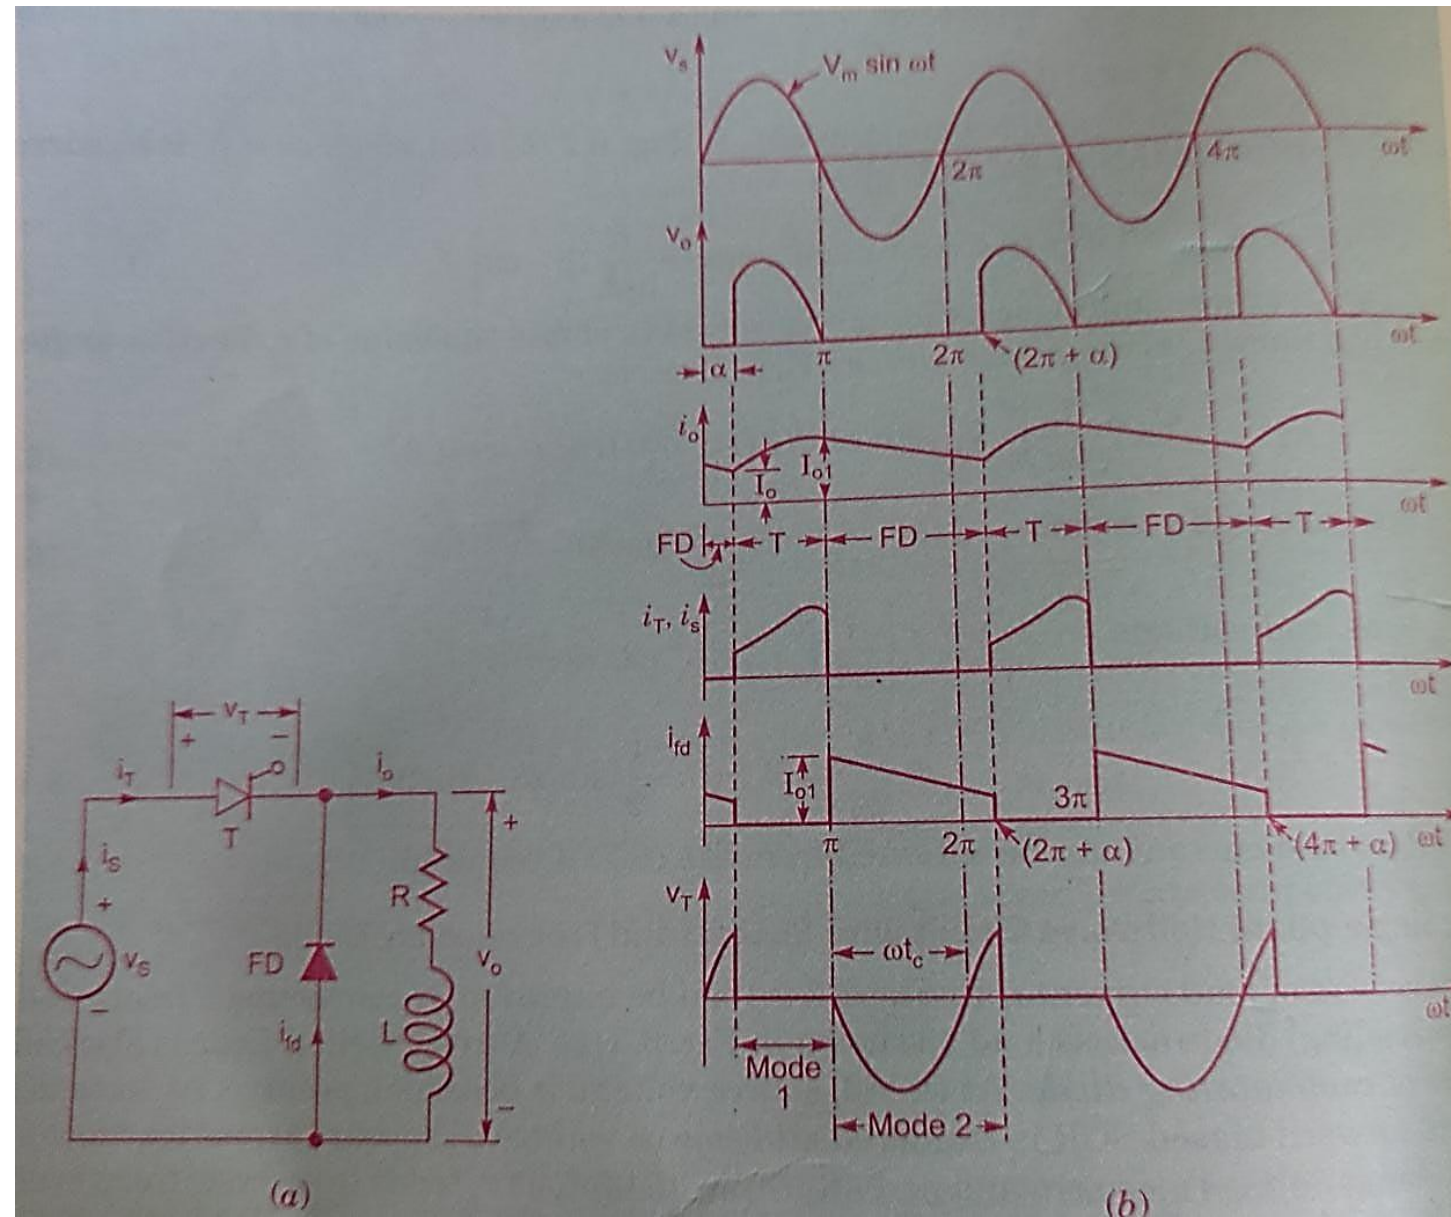 v_s
V_m sin ωt
2π
4π
ωt
v_o
α
π
2π
(2π + α)
ωt
i_o
I_o
I_o1
ωt
FD
T
FD
T
FD
T
i_T, i_s
ωt
i_fd
I_o1
3π
π
2π
(2π + α)
(4π + α)
ωt
v_T
ωt_c
ωt
Mode
1
Mode 2
(b)
v_T
+ −
i_T
i_o
T
i_s
+
R
+
v_s
FD
v_o
−
i_fd
L
−
(a)